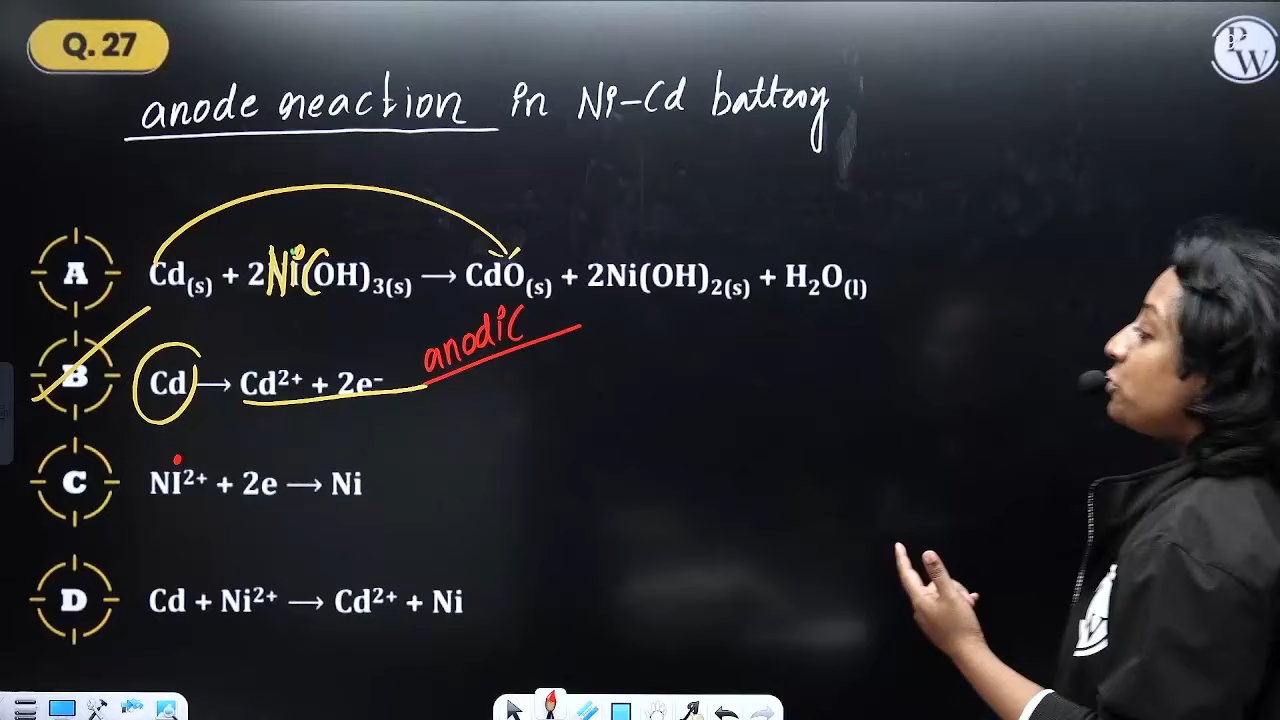 Q. 27
PW
anode reaction in Ni-Cd battery
A Cd(s) + 2Ni(OH)3(s) → CdO(s) + 2Ni(OH)2(s) + H2O(l)
anodic
B Cd → Cd²⁺ + 2e⁻
C NI²⁺ + 2e → Ni
D Cd + Ni²⁺ → Cd²⁺ + Ni